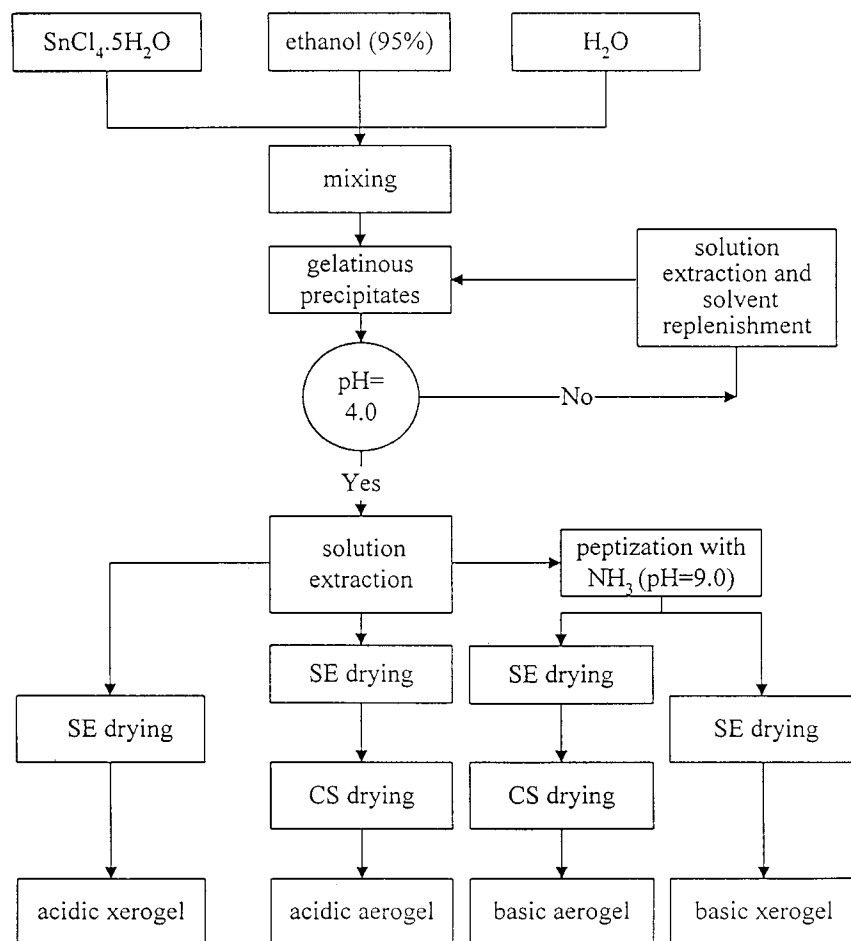 SnCl₄.5H₂O
ethanol (95%)
H₂O
mixing
gelatinous
precipitates
solution
extraction and
solvent
replenishment
pH=
4.0
No
Yes
solution
extraction
peptization with
NH₃ (pH=9.0)
SE drying
SE drying
SE drying
SE drying
CS drying
CS drying
acidic xerogel
acidic aerogel
basic aerogel
basic xerogel